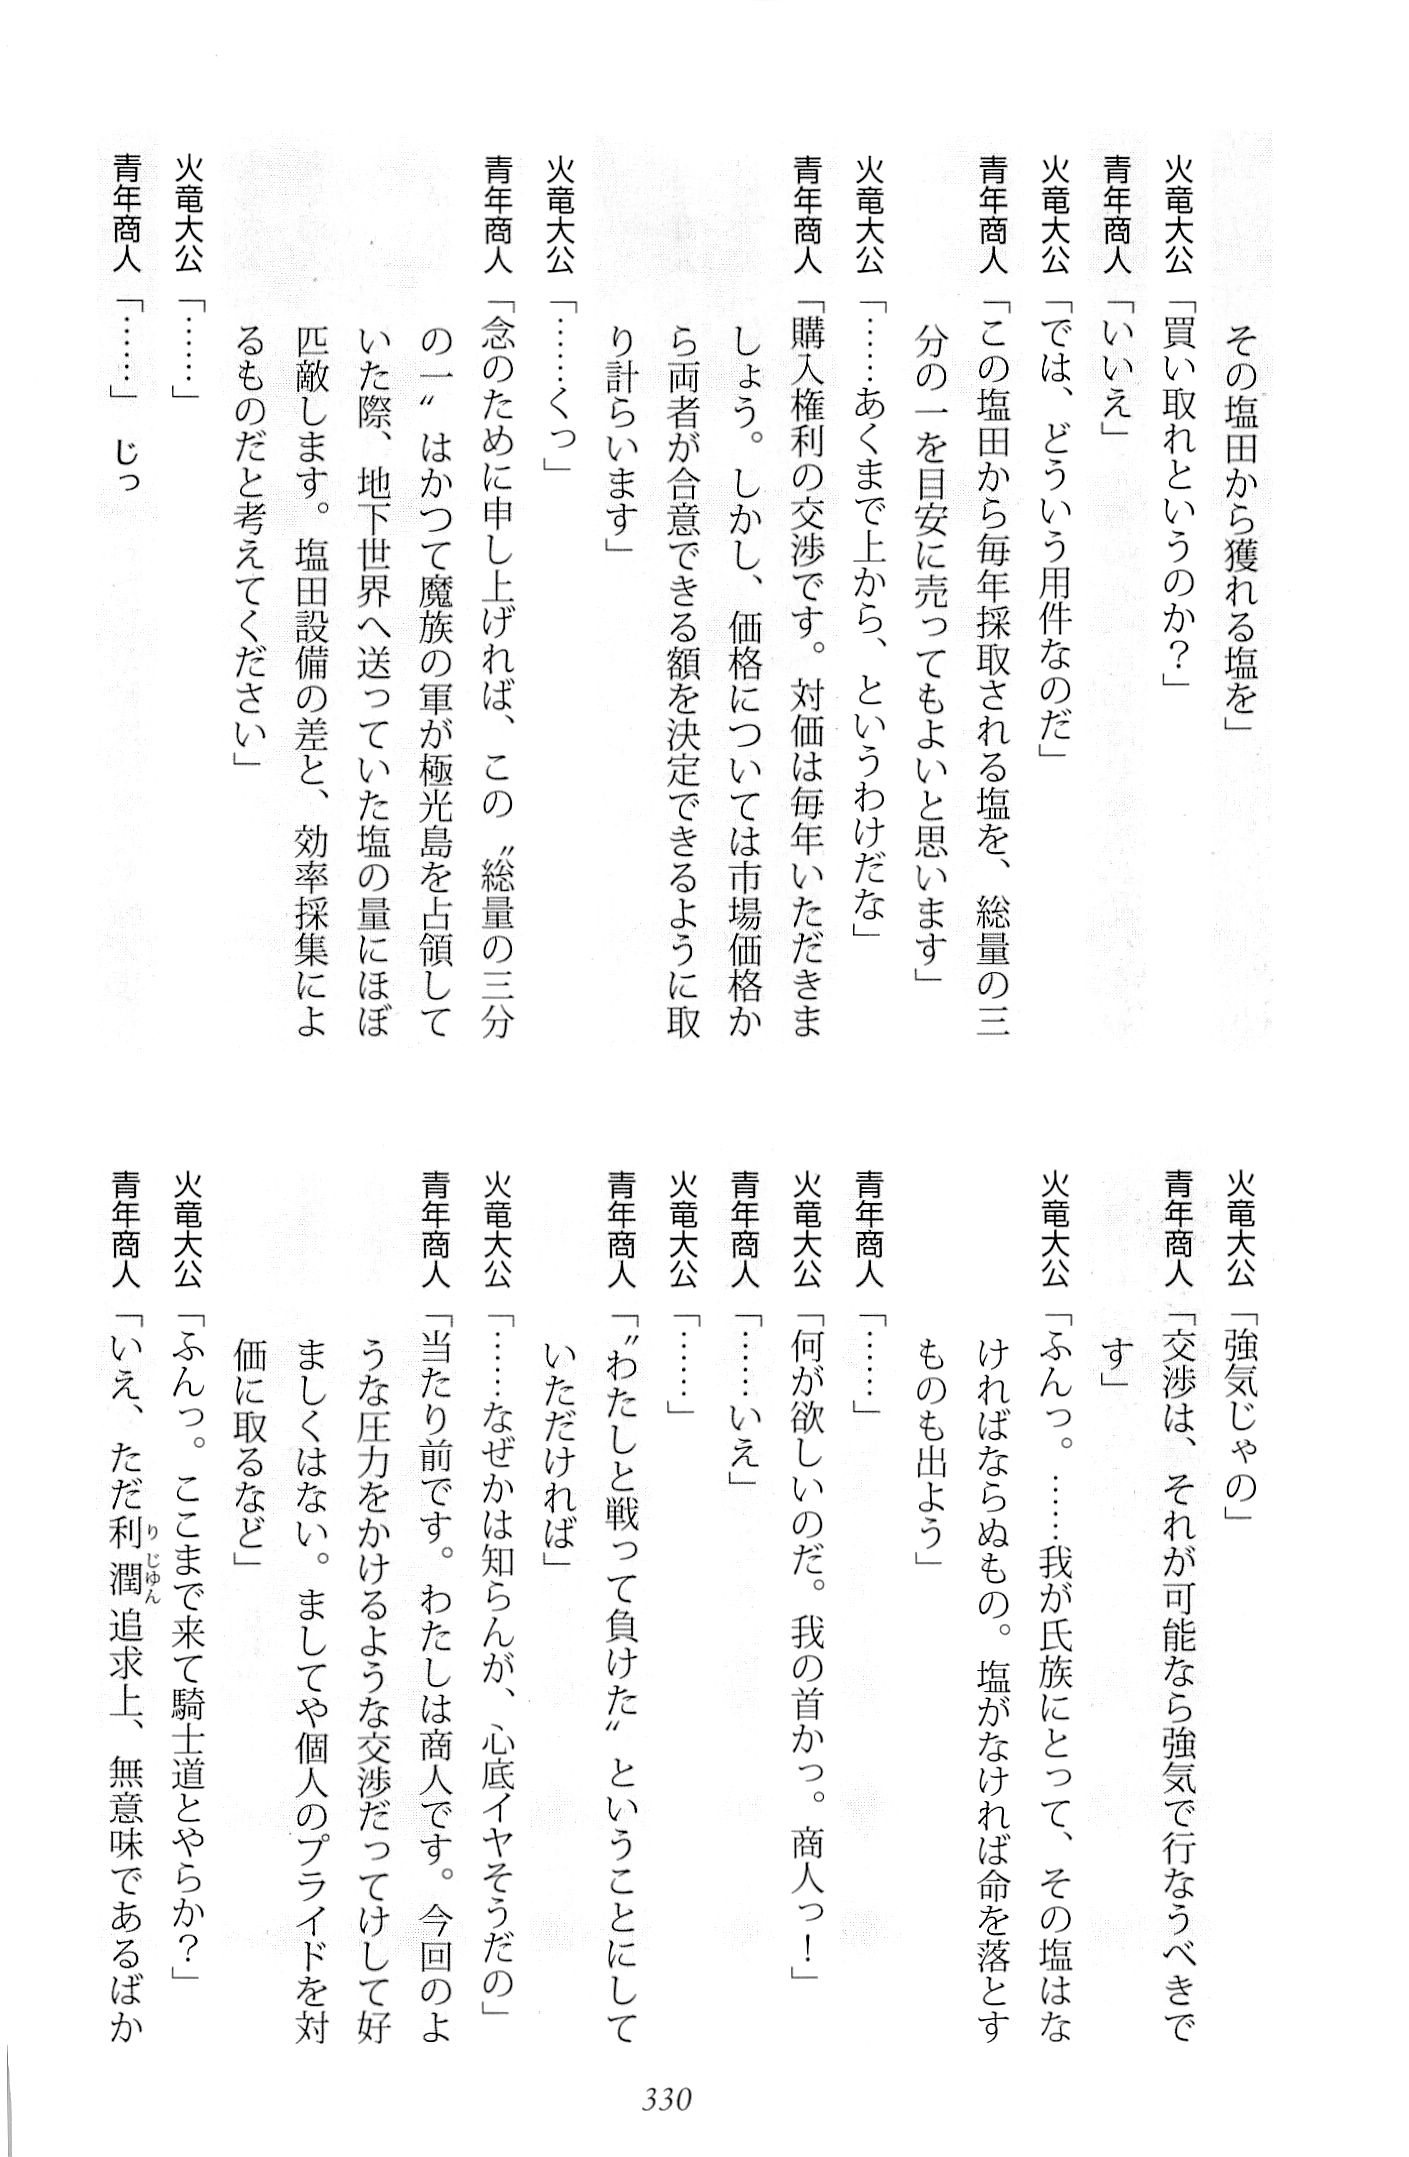 その塩田から獲れる塩を」
火竜大公「買い取れというのか？」
青年商人「いいえ」
火竜大公「では、どういう用件なのだ」
青年商人「この塩田から毎年採取される塩を、総量の三
分の一を目安に売ってもよいと思います」
火竜大公「……あくまで上から、というわけだな」
青年商人「購入権利の交渉です。対価は毎年いただきま
しょう。しかし、価格については市場価格か
ら両者が合意できる額を決定できるように取
り計らいます」
火竜大公「……くっ」
青年商人「念のために申し上げれば、この〝総量の三分
の一〟はかつて魔族の軍が極光島を占領して
いた際、地下世界へ送っていた塩の量にほぼ
匹敵します。塩田設備の差と、効率採集によ
るものだと考えてください」
火竜大公「……」
青年商人「……」 じっ
火竜大公「強気じゃの」
青年商人「交渉は、それが可能なら強気で行なうべきで
す」
火竜大公「ふんっ。……我が氏族にとって、その塩はな
ければならぬもの。塩がなければ命を落とす
ものも出よう」
青年商人「……」
火竜大公「何が欲しいのだ。我の首かっ。商人っ！」
青年商人「……いえ」
火竜大公「……」
青年商人「〝わたしと戦って負けた〟ということにして
いただければ」
火竜大公「……なぜかは知らんが、心底イヤそうだの」
青年商人「当たり前です。わたしは商人です。今回のよ
うな圧力をかけるような交渉だってけして好
ましくはない。ましてや個人のプライドを対
価に取るなど」
火竜大公「ふんっ。ここまで来て騎士道とやらか？」
青年商人「いえ、ただ利潤追求上、無意味であるばか
りじゅん
330